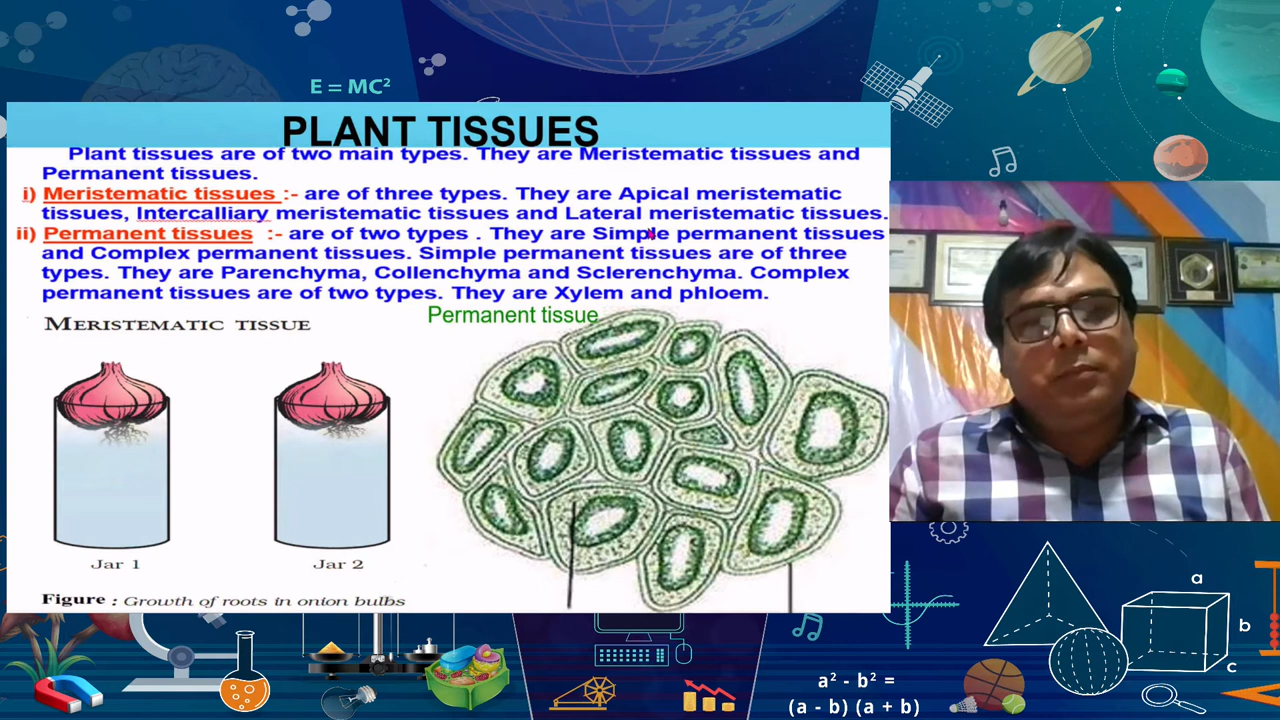 E = MC²
PLANT TISSUES
Plant tissues are of two main types. They are Meristematic tissues and
Permanent tissues.
i) Meristematic tissues :- are of three types. They are Apical meristematic
tissues, Intercalliary meristematic tissues and Lateral meristematic tissues.
ii) Permanent tissues :- are of two types . They are Simple permanent tissues
and Complex permanent tissues. Simple permanent tissues are of three
types. They are Parenchyma, Collenchyma and Sclerenchyma. Complex
permanent tissues are of two types. They are Xylem and phloem.
MERISTEMATIC TISSUE
Permanent tissue
Jar 1
Jar 2
Figure : Growth of roots in onion bulbs
a
b
c
a² - b² =
(a - b) (a + b)